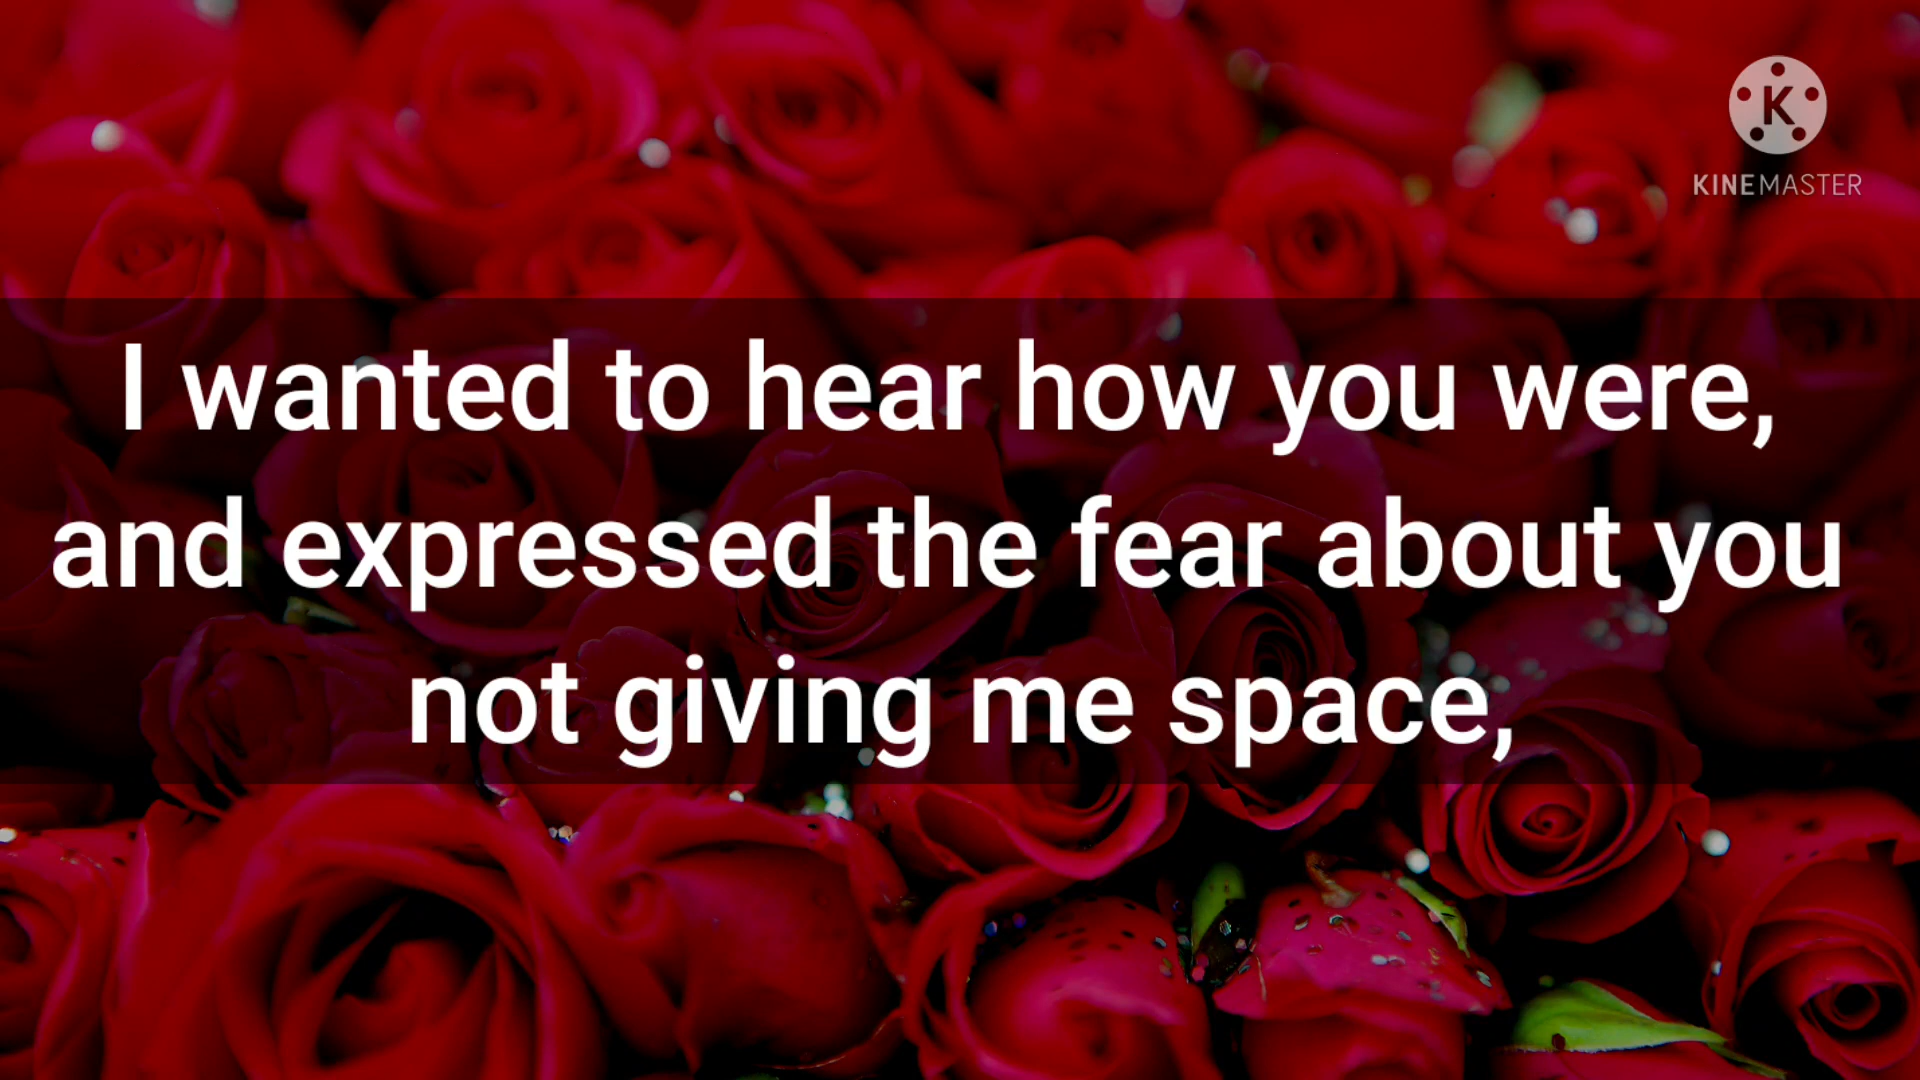 K
KINEMASTER
I wanted to hear how you were,
and expressed the fear about you
not giving me space,